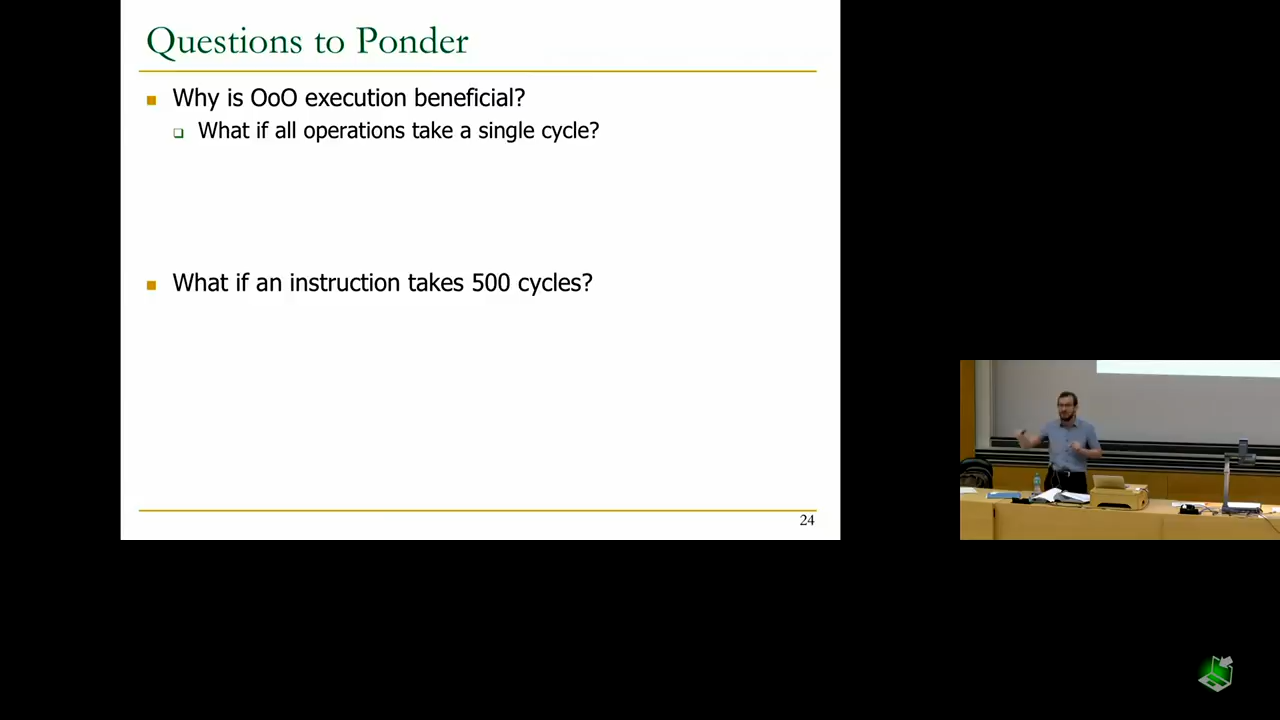 Questions to Ponder
Why is OoO execution beneficial?
What if all operations take a single cycle?
What if an instruction takes 500 cycles?
24